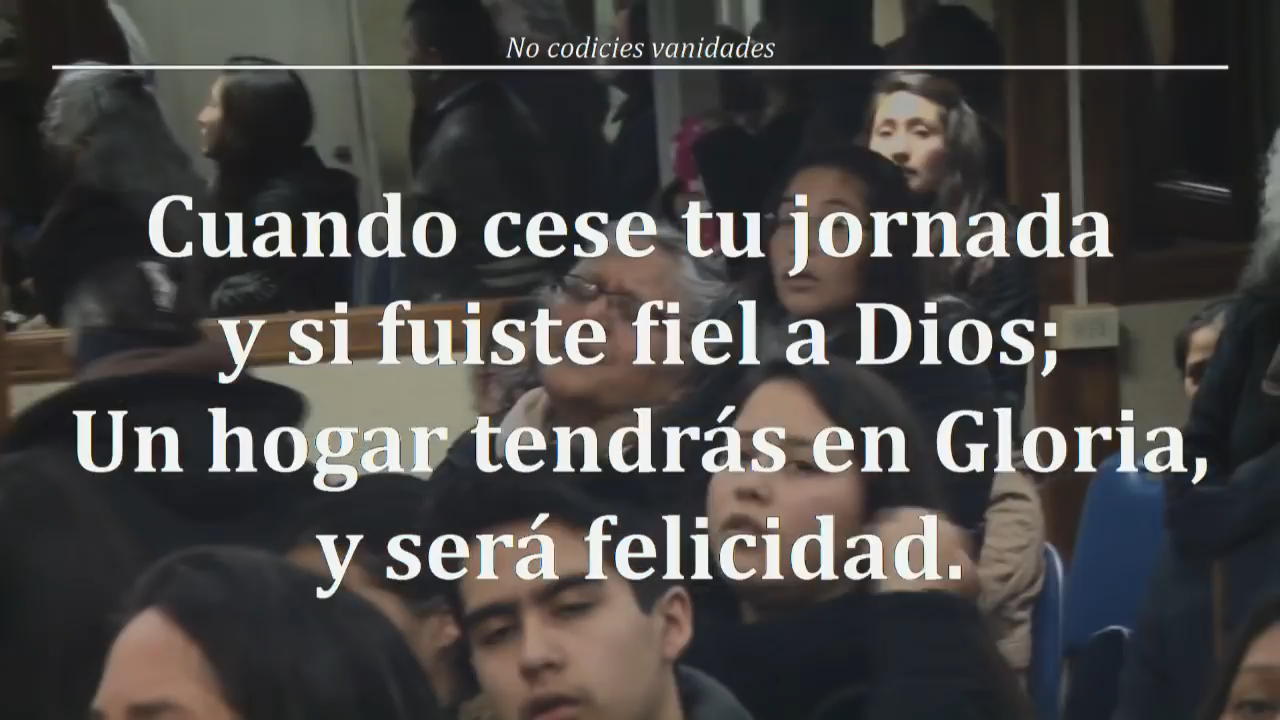 No codicies vanidades
Cuando cese tu jornada
y si fuiste fiel a Dios;
Un hogar tendrás en Gloria,
y será felicidad.